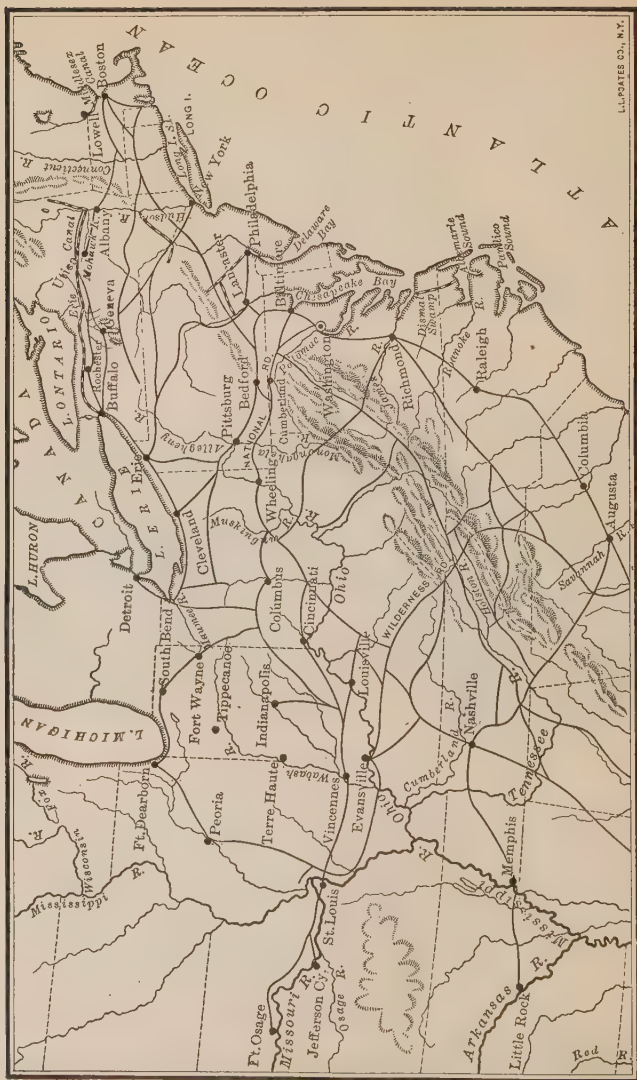 ATLANTIC OCEAN
CANADA
L. HURON
L. ONTARIO
L. ERIE
L. MICHIGAN
Middlesex
Canal
Boston
Lowell
Connecticut
R.
Long I. Sd.
LONG I.
New York
Hudson
R.
Albany
Mohawk R.
Utica
Erie Canal
Rochester
Geneva
Buffalo
Erie
Cleveland
Detroit
Philadelphia
Delaware
Bay
Lancaster
Baltimore
Chesapeake Bay
Washington
Potomac
R.
Bedford
Pittsburg
Allegheny
R.
NATIONAL RD.
Cumberland
Wheeling
Monongahela
R.
Muskingum
R.
Columbus
Cincinnati
Ohio
R.
James
R.
Richmond
Dismal
Swamp
Albemarle
Sound
Pamlico
Sound
Roanoke
R.
Raleigh
Columbia
Augusta
Savannah
R.
Holston R.
WILDERNESS RD.
Louisville
Maumee R.
South Bend
Fort Wayne
Tippecanoe
R.
Indianapolis
Terre Haute
Wabash
Vincennes
Evansville
Ohio
Cumberland
R.
Nashville
Tennessee
R.
Ft. Dearborn
Peoria
Fox
R.
Wisconsin
R.
Mississippi
R.
St. Louis
Jefferson Cy.
Ft. Osage
Missouri
R.
Osage
R.
Memphis
Mississippi
R.
Arkansas
R.
Little Rock
Red
R.
L.L.POATES CO., N.Y.